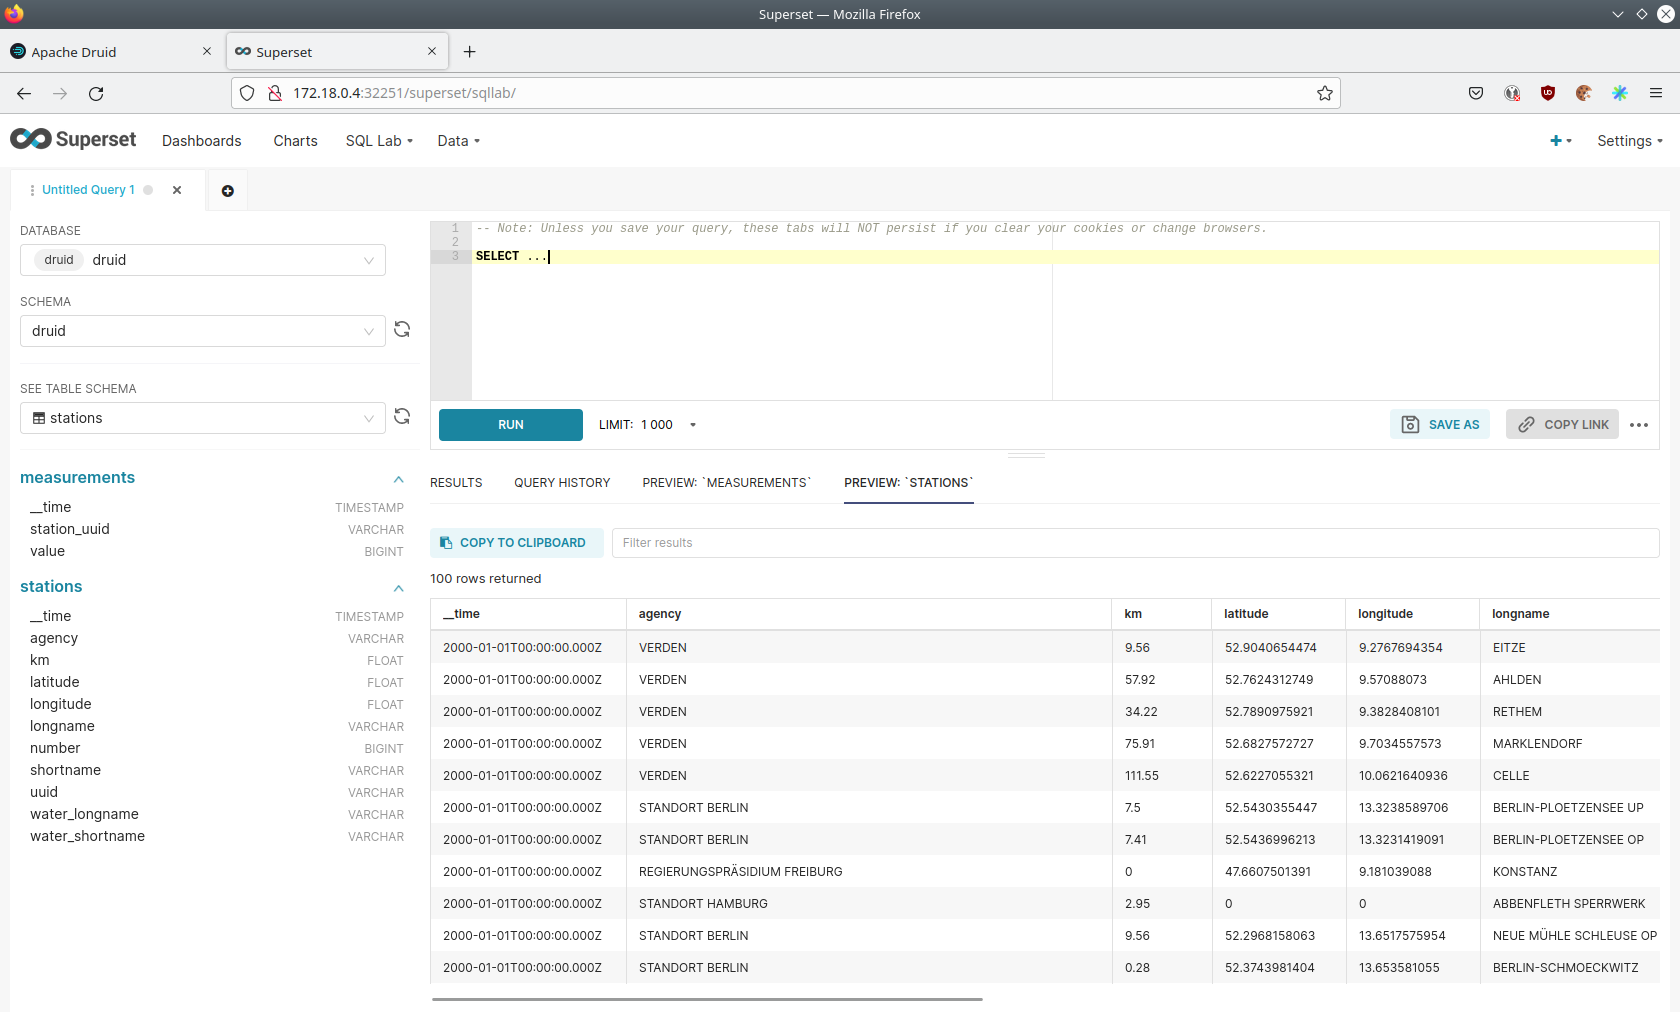 Superset — Mozilla Firefox
Apache Druid
Superset
172.18.0.4:32251/superset/sqllab/
Superset Dashboards Charts SQL Lab Data Settings
Untitled Query 1
DATABASE
druid druid
SCHEMA
druid
SEE TABLE SCHEMA
stations
measurements
__time TIMESTAMP
station_uuid VARCHAR
value BIGINT
stations
__time TIMESTAMP
agency VARCHAR
km FLOAT
latitude FLOAT
longitude FLOAT
longname VARCHAR
number BIGINT
shortname VARCHAR
uuid VARCHAR
water_longname VARCHAR
water_shortname VARCHAR
1 -- Note: Unless you save your query, these tabs will NOT persist if you clear your cookies or change browsers.
2
3 SELECT ...
RUN LIMIT: 1 000 SAVE AS COPY LINK
RESULTS QUERY HISTORY PREVIEW: `MEASUREMENTS` PREVIEW: `STATIONS`
COPY TO CLIPBOARD Filter results
100 rows returned
__time agency km latitude longitude longname
2000-01-01T00:00:00.000Z VERDEN 9.56 52.9040654474 9.2767694354 EITZE
2000-01-01T00:00:00.000Z VERDEN 57.92 52.7624312749 9.57088073 AHLDEN
2000-01-01T00:00:00.000Z VERDEN 34.22 52.7890975921 9.3828408101 RETHEM
2000-01-01T00:00:00.000Z VERDEN 75.91 52.6827572727 9.7034557573 MARKLENDORF
2000-01-01T00:00:00.000Z VERDEN 111.55 52.6227055321 10.0621640936 CELLE
2000-01-01T00:00:00.000Z STANDORT BERLIN 7.5 52.5430355447 13.3238589706 BERLIN-PLOETZENSEE UP
2000-01-01T00:00:00.000Z STANDORT BERLIN 7.41 52.5436996213 13.3231419091 BERLIN-PLOETZENSEE OP
2000-01-01T00:00:00.000Z REGIERUNGSPRÄSIDIUM FREIBURG 0 47.6607501391 9.181039088 KONSTANZ
2000-01-01T00:00:00.000Z STANDORT HAMBURG 2.95 0 0 ABBENFLETH SPERRWERK
2000-01-01T00:00:00.000Z STANDORT BERLIN 9.56 52.2968158063 13.6517575954 NEUE MÜHLE SCHLEUSE OP
2000-01-01T00:00:00.000Z STANDORT BERLIN 0.28 52.3743981404 13.653581055 BERLIN-SCHMOECKWITZ